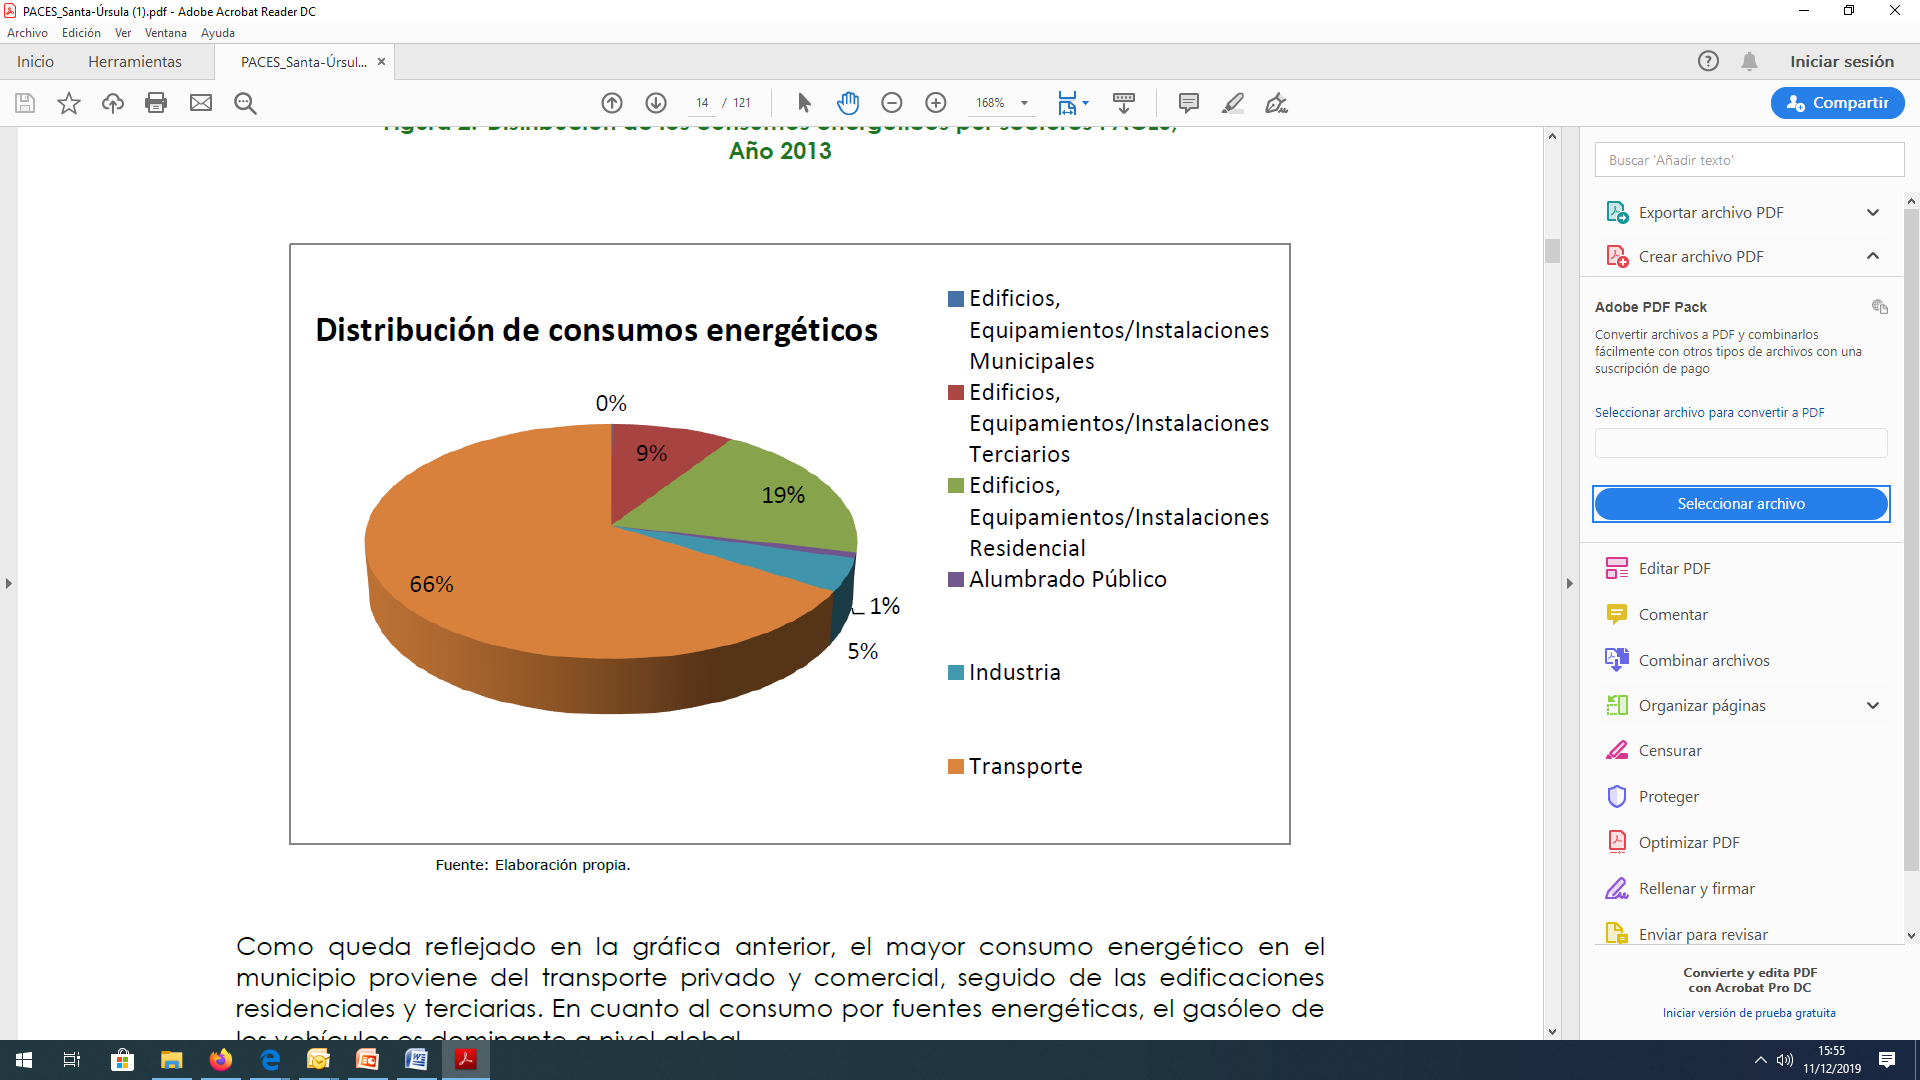 PACES_Santa-Úrsula (1).pdf - Adobe Acrobat Reader DC
Archivo Edición Ver Ventana Ayuda
Inicio Herramientas PACES_Santa-Úrsul... × Iniciar sesión
14 / 121 168% Compartir
Año 2013
Distribución de consumos energéticos
0%
9%
19%
66%
1%
5%
Edificios,
Equipamientos/Instalaciones
Municipales
Edificios,
Equipamientos/Instalaciones
Terciarios
Edificios,
Equipamientos/Instalaciones
Residencial
Alumbrado Público
Industria
Transporte
Fuente: Elaboración propia.
Como queda reflejado en la gráfica anterior, el mayor consumo energético en el
municipio proviene del transporte privado y comercial, seguido de las edificaciones
residenciales y terciarias. En cuanto al consumo por fuentes energéticas, el gasóleo de
los vehículos es dominante a nivel global
Buscar 'Añadir texto'
Exportar archivo PDF
Crear archivo PDF
Adobe PDF Pack
Convertir archivos a PDF y combinarlos
fácilmente con otros tipos de archivos con una
suscripción de pago
Seleccionar archivo para convertir a PDF
Seleccionar archivo
Editar PDF
Comentar
Combinar archivos
Organizar páginas
Censurar
Proteger
Optimizar PDF
Rellenar y firmar
Enviar para revisar
Convierte y edita PDF
con Acrobat Pro DC
Iniciar versión de prueba gratuita
15:55
11/12/2019